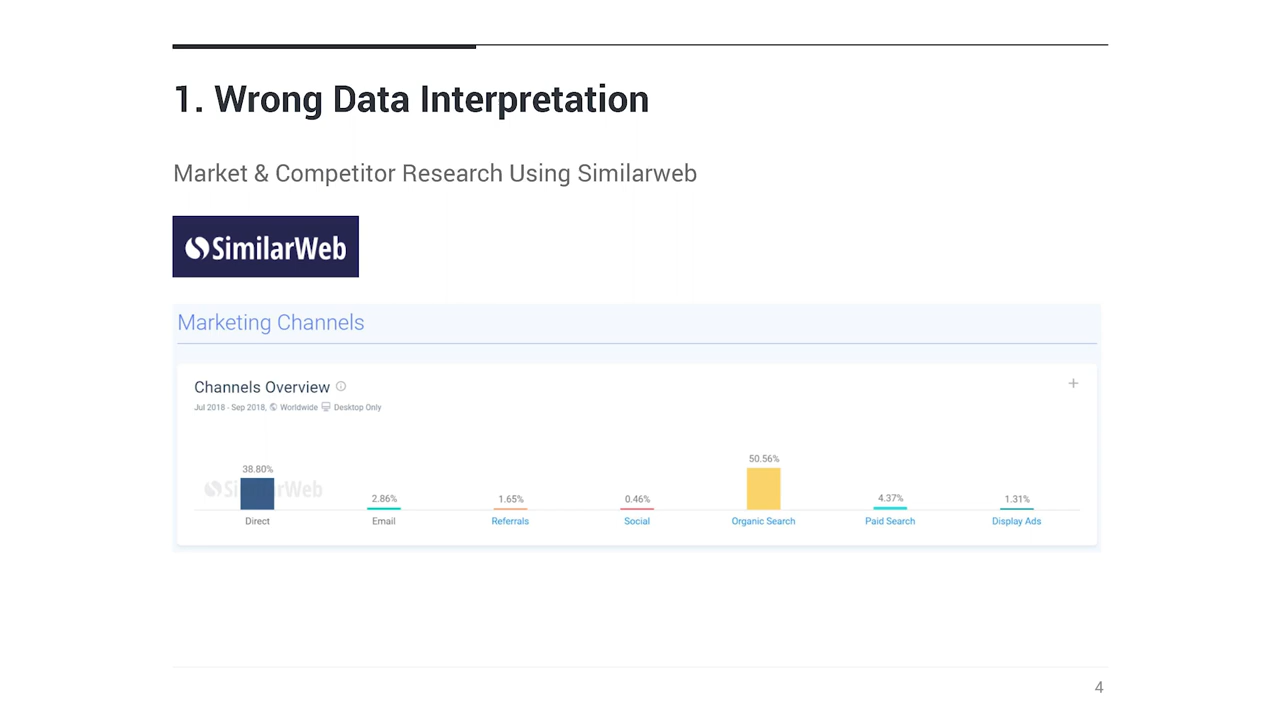 1. Wrong Data Interpretation
Market & Competitor Research Using Similarweb
SimilarWeb
Marketing Channels
Channels Overview
Jul 2018 - Sep 2018, Worldwide Desktop Only
+
SimilarWeb
38.80% 2.86% 1.65% 0.46% 50.56% 4.37% 1.31%
Direct Email Referrals Social Organic Search Paid Search Display Ads
4